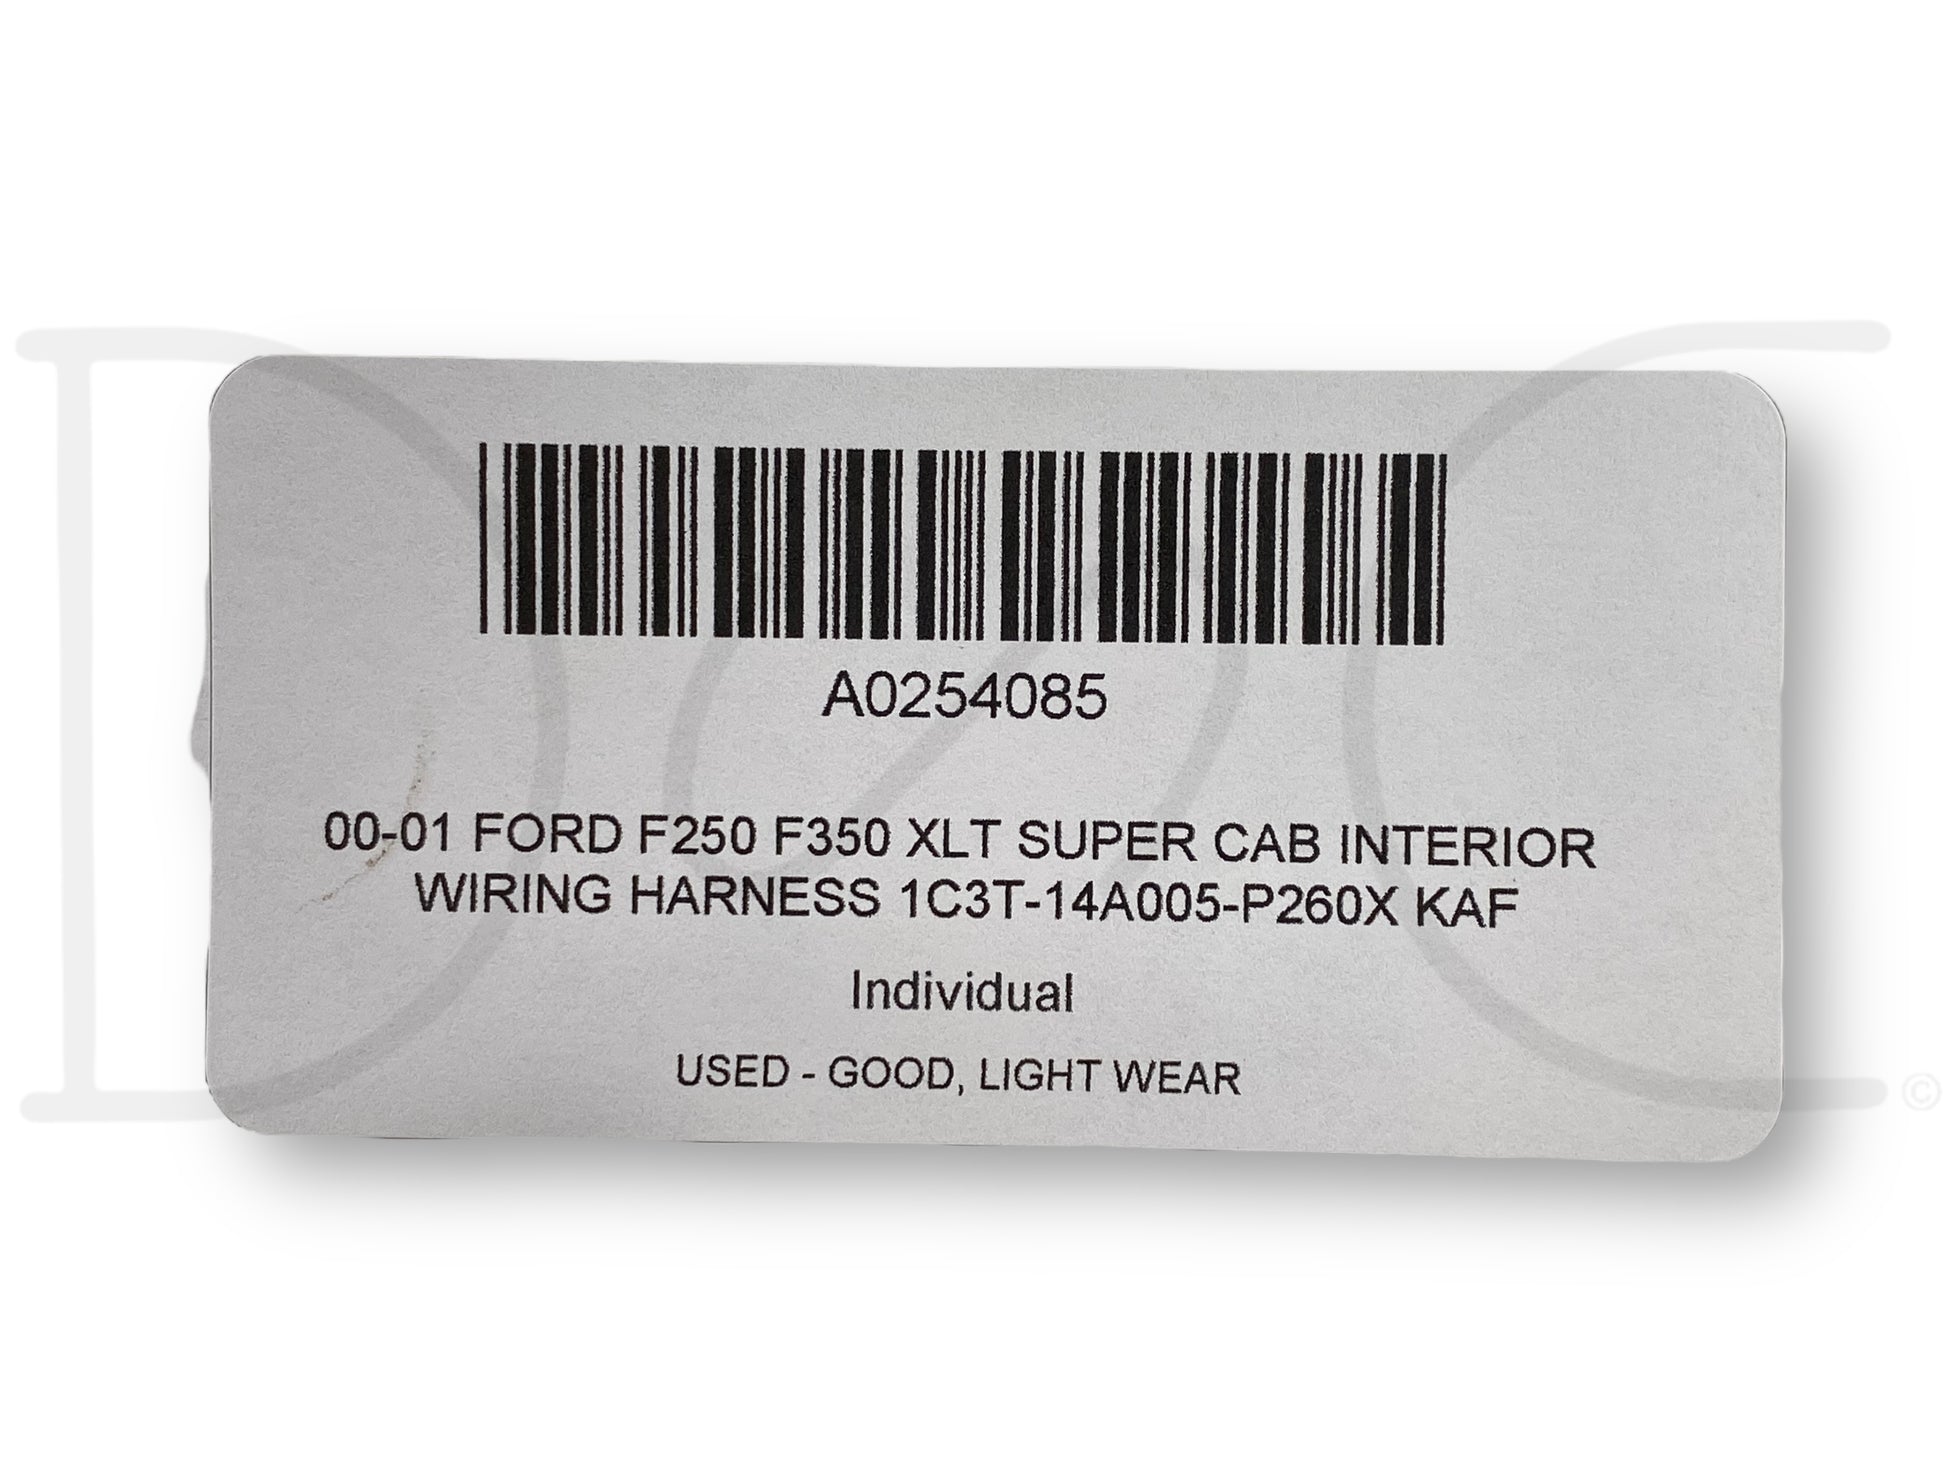 A0254085
00-01 FORD F250 F350 XLT SUPER CAB INTERIOR
WIRING HARNESS 1C3T-14A005-P260X KAF
Individual
USED - GOOD, LIGHT WEAR
©